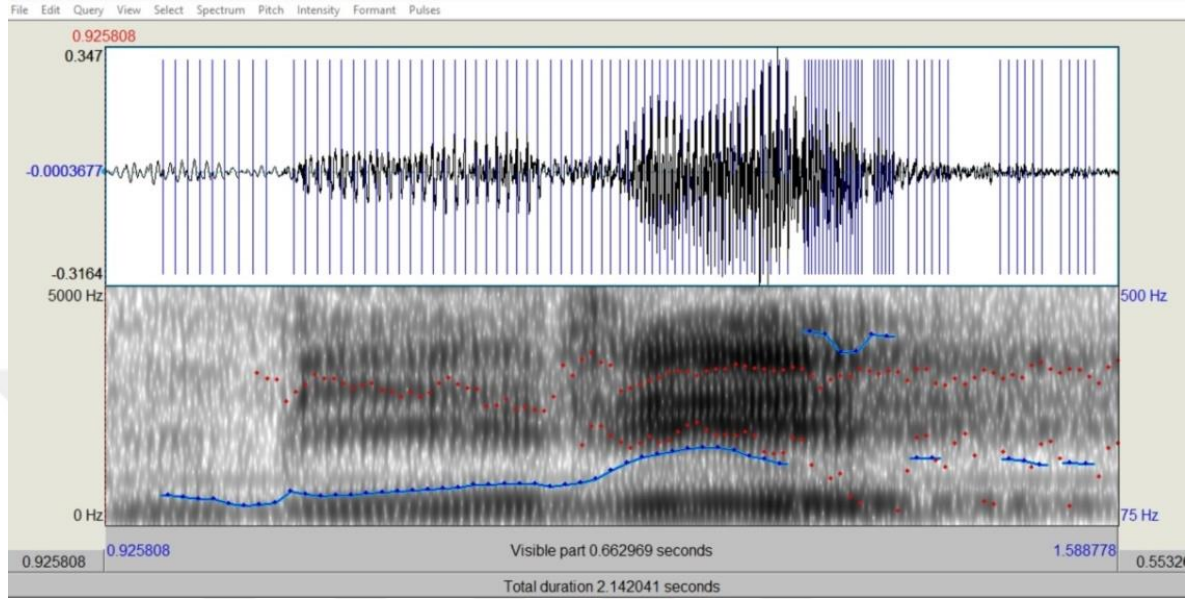 File Edit Query View Select Spectrum Pitch Intensity Formant Pulses
0.925808
0.347
-0.0003677
-0.3164
5000 Hz 500 Hz
0 Hz 75 Hz
0.925808 0.925808 Visible part 0.662969 seconds 1.588778 0.55326
Total duration 2.142041 seconds